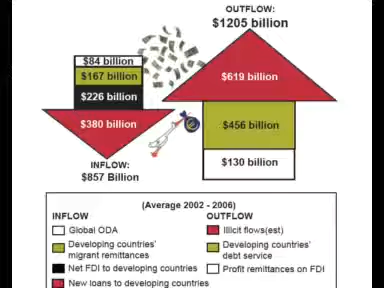 OUTFLOW:
$1205 billion
$84 billion
$167 billion
$226 billion
$380 billion
$619 billion
$456 billion
$130 billion
INFLOW:
$857 Billion
(Average 2002 - 2006)
INFLOW
Global ODA
Developing countries'
migrant remittances
Net FDI to developing countries
New loans to developing countries
OUTFLOW
Illicit flows(est)
Developing countries'
debt service
Profit remittances on FDI